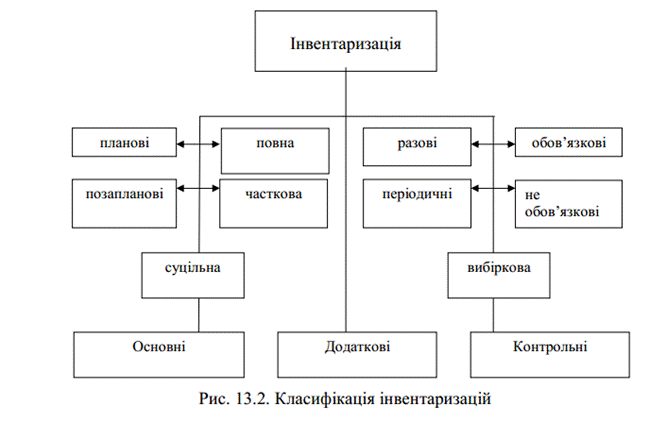 Інвентаризація
планові
повна
разові
обов’язкові
позапланові
часткова
періодичні
не
обов’язкові
суцільна
вибіркова
Основні
Додаткові
Контрольні
Рис. 13.2. Класифікація інвентаризацій